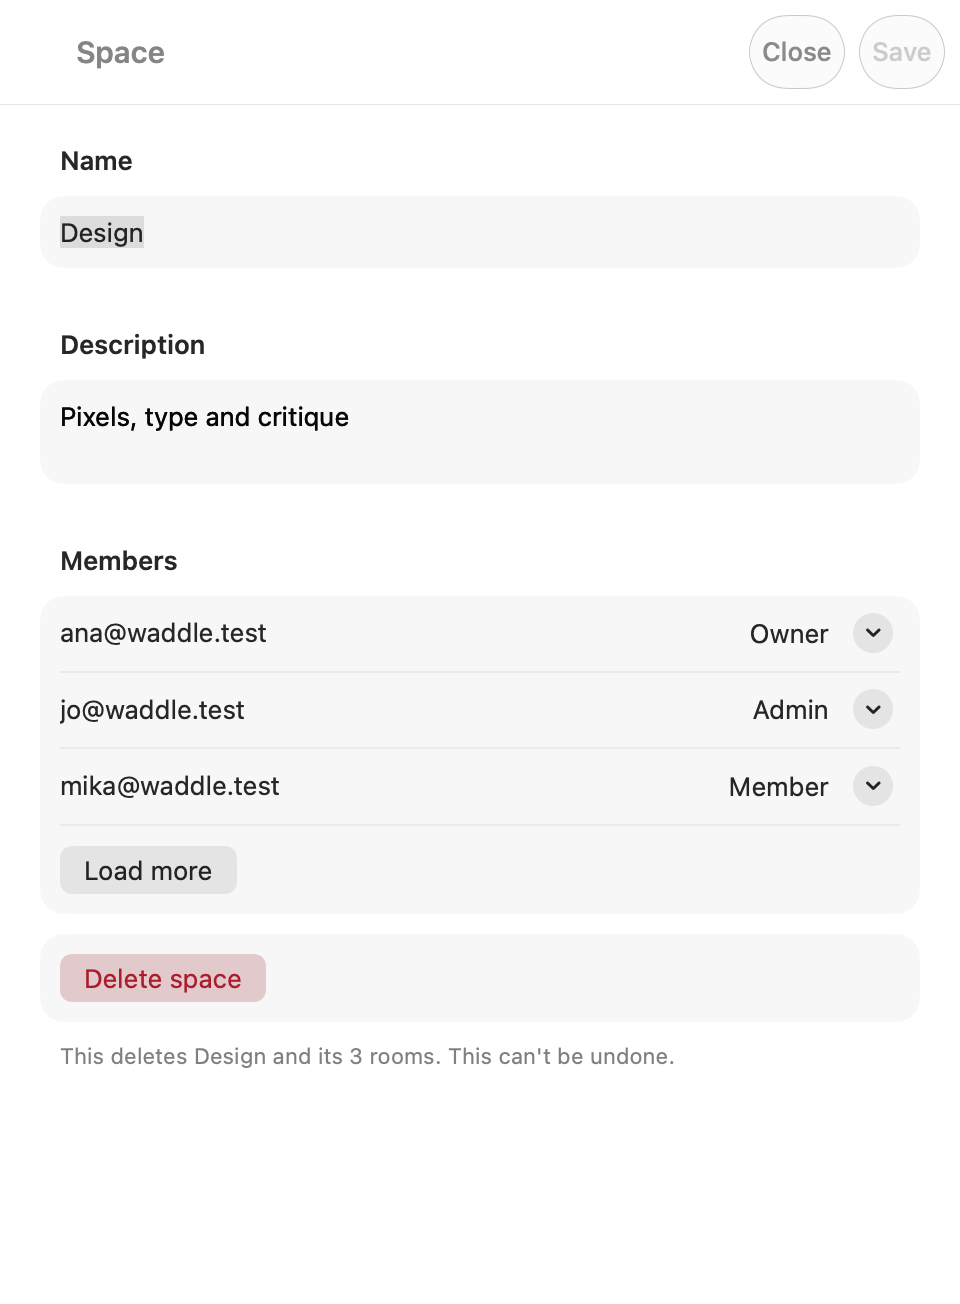 Space
Close
Save
Name
Design
Description
Pixels, type and critique
Members
ana@waddle.test
Owner
jo@waddle.test
Admin
mika@waddle.test
Member
Load more
Delete space
This deletes Design and its 3 rooms. This can't be undone.